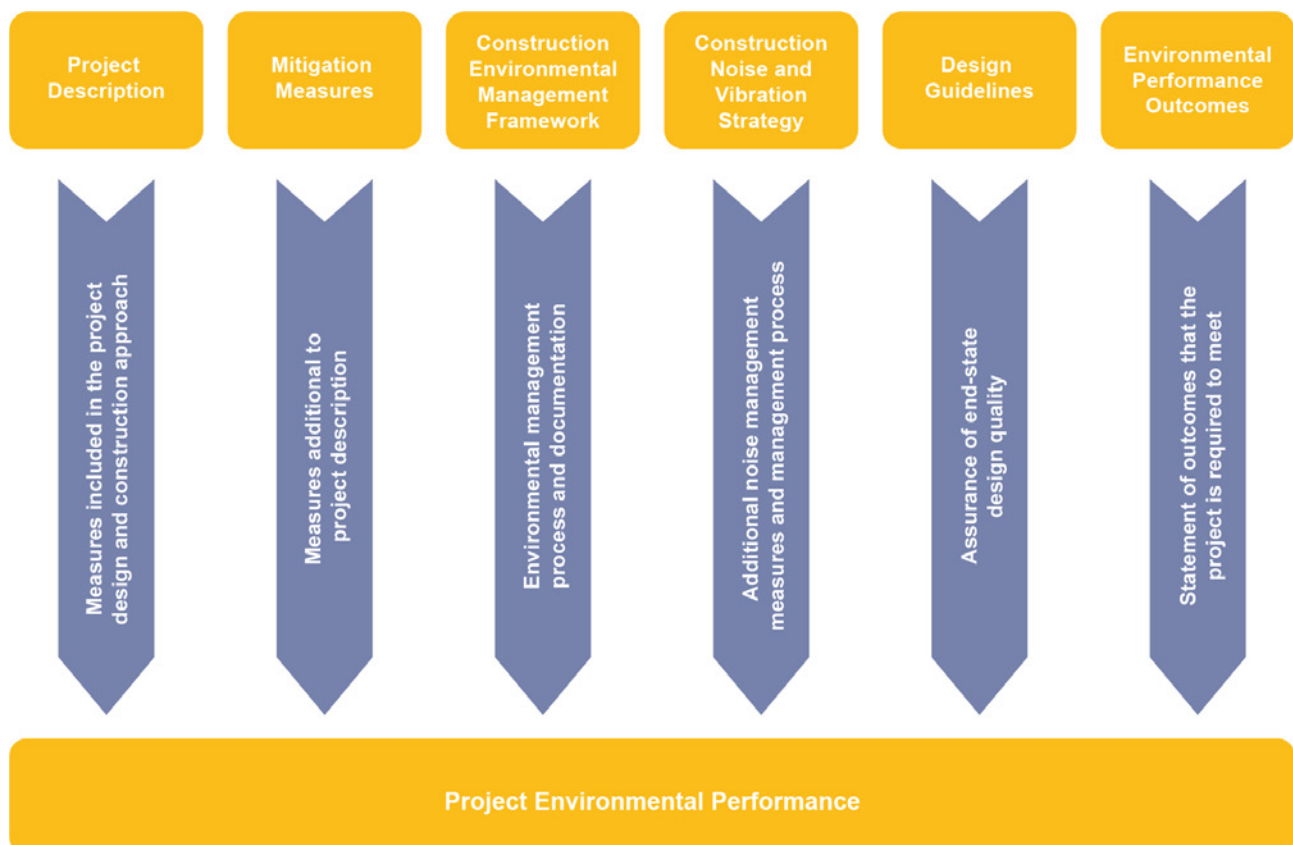 Project
Description
Mitigation
Measures
Construction
Environmental
Management
Framework
Construction
Noise and
Vibration
Strategy
Design
Guidelines
Environmental
Performance
Outcomes
Measures included in the project
design and construction approach
Measures additional to
project description
Environmental management
process and documentation
Additional noise management
measures and management process
Assurance of end-state
design quality
Statement of outcomes that the
project is required to meet
Project Environmental Performance